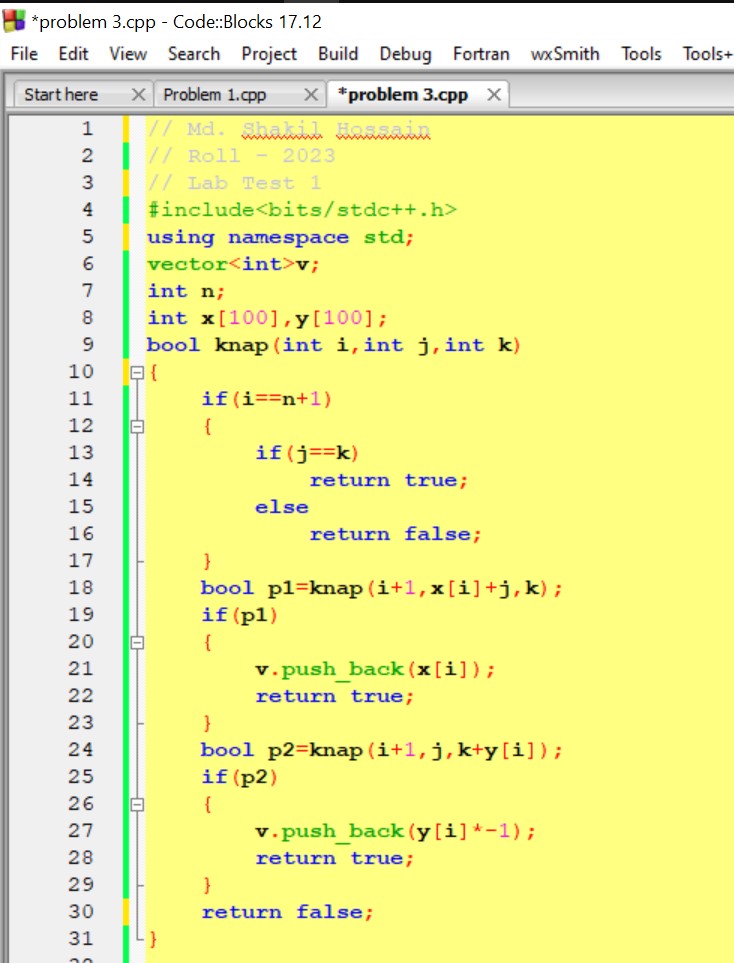 *problem 3.cpp - Code::Blocks 17.12
File Edit View Search Project Build Debug Fortran wxSmith Tools Tools+
Start here Problem 1.cpp *problem 3.cpp
1 // Md. Shakil Hossain
2 // Roll - 2023
3 // Lab Test 1
4 #include<bits/stdc++.h>
5 using namespace std;
6 vector<int>v;
7 int n;
8 int x[100],y[100];
9 bool knap(int i,int j,int k)
10 {
11 if(i==n+1)
12 {
13 if(j==k)
14 return true;
15 else
16 return false;
17 }
18 bool p1=knap(i+1,x[i]+j,k);
19 if(p1)
20 {
21 v.push_back(x[i]);
22 return true;
23 }
24 bool p2=knap(i+1,j,k+y[i]);
25 if(p2)
26 {
27 v.push_back(y[i]*-1);
28 return true;
29 }
30 return false;
31 }